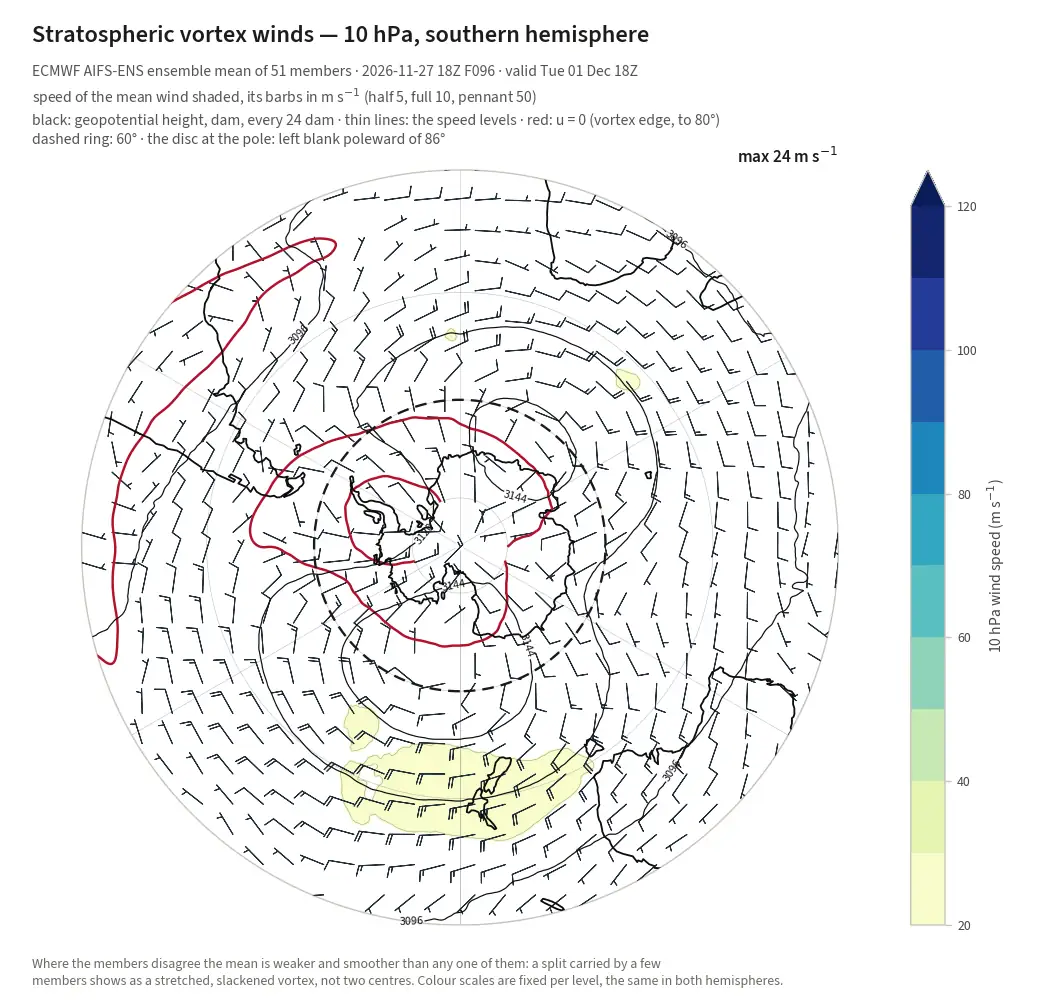 Stratospheric vortex winds — 10 hPa, southern hemisphere
ECMWF AIFS-ENS ensemble mean of 51 members · 2026-11-27 18Z F096 · valid Tue 01 Dec 18Z
speed of the mean wind shaded, its barbs in m s⁻¹ (half 5, full 10, pennant 50)
black: geopotential height, dam, every 24 dam · thin lines: the speed levels · red: u = 0 (vortex edge, to 80°)
dashed ring: 60° · the disc at the pole: left blank poleward of 86°
max 24 m s⁻¹
3096
3096
3144
3144
3144
3096
3096
120
100
80
60
40
20
10 hPa wind speed (m s⁻¹)
Where the members disagree the mean is weaker and smoother than any one of them: a split carried by a few
members shows as a stretched, slackened vortex, not two centres. Colour scales are fixed per level, the same in both hemispheres.